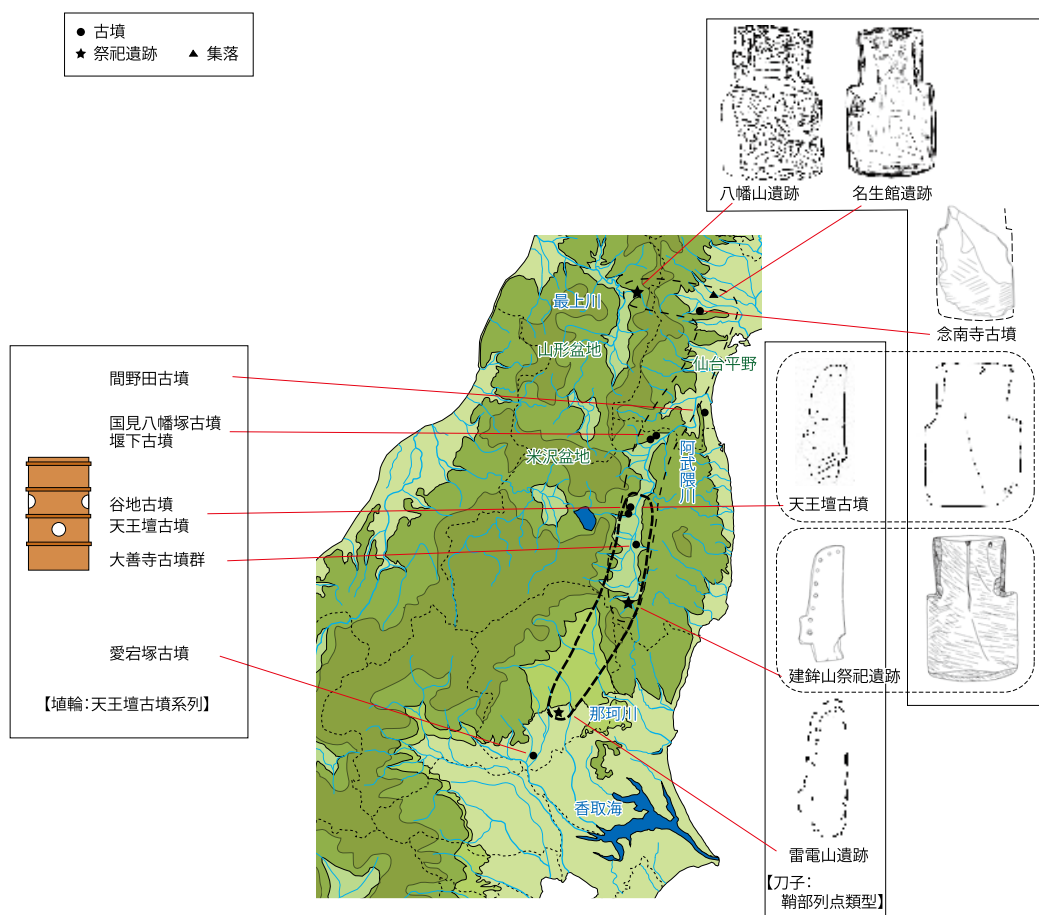 古墳
祭祀遺跡 集落
八幡山遺跡
名生館遺跡
念南寺古墳
最上川
山形盆地
仙台平野
米沢盆地
阿武隈川
那珂川
香取海
間野田古墳
国見八幡塚古墳
堰下古墳
谷地古墳
天王壇古墳
大善寺古墳群
愛宕塚古墳
【埴輪:天王壇古墳系列】
天王壇古墳
建鉾山祭祀遺跡
雷電山遺跡
【刀子:
鞘部列点類型】